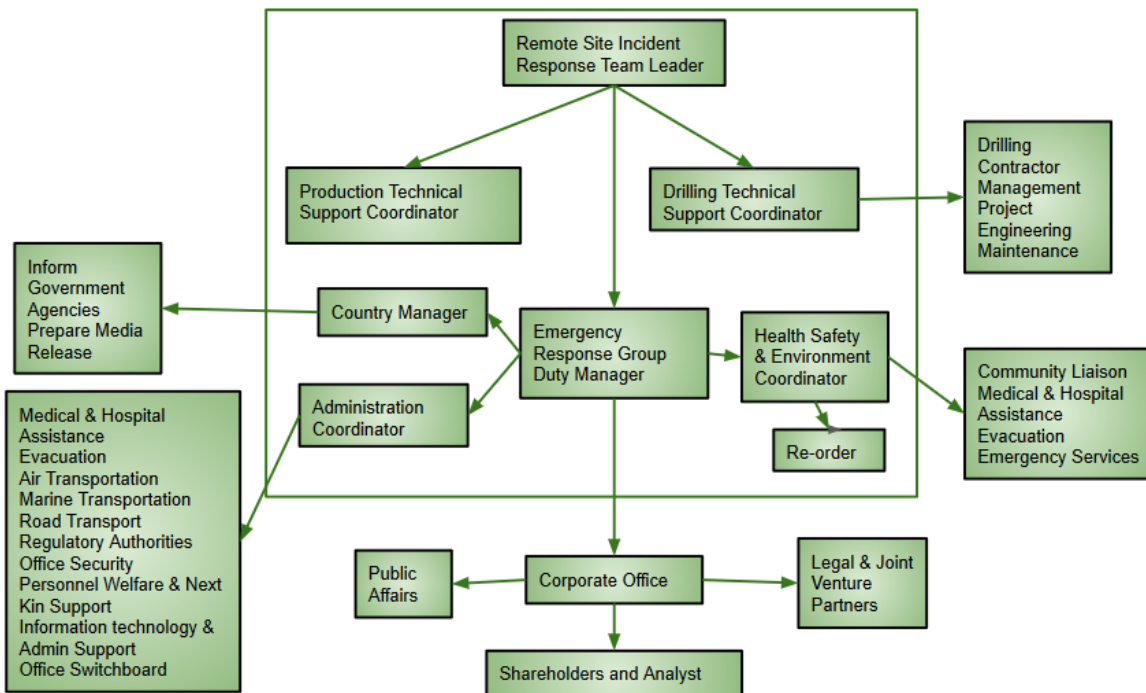 Remote Site Incident
Response Team Leader
Production Technical
Support Coordinator
Drilling Technical
Support Coordinator
Drilling
Contractor
Management
Project
Engineering
Maintenance
Inform
Government
Agencies
Prepare Media
Release
Country Manager
Emergency
Response Group
Duty Manager
Health Safety
& Environment
Coordinator
Community Liaison
Medical & Hospital
Assistance
Evacuation
Emergency Services
Administration
Coordinator
Re-order
Medical & Hospital
Assistance
Evacuation
Air Transportation
Marine Transportation
Road Transport
Regulatory Authorities
Office Security
Personnel Welfare & Next
Kin Support
Information technology &
Admin Support
Office Switchboard
Public
Affairs
Corporate Office
Legal & Joint
Venture
Partners
Shareholders and Analyst